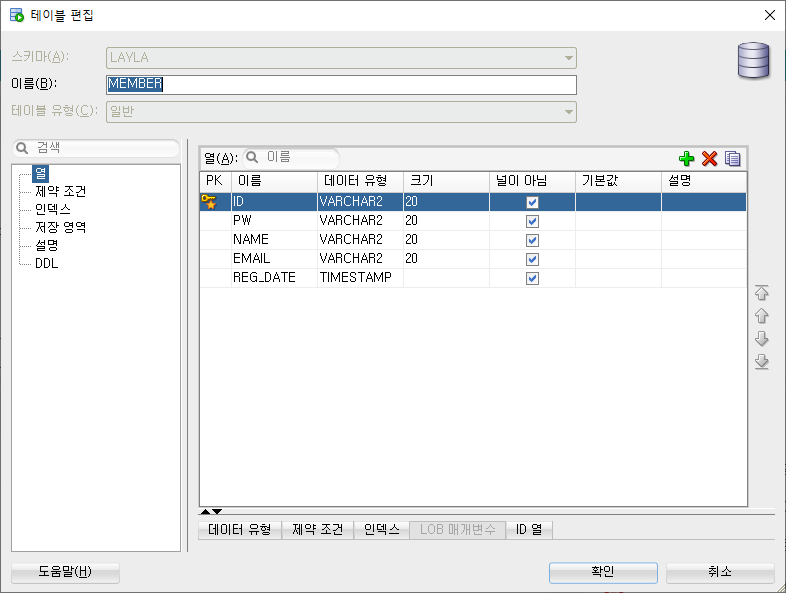 테이블 편집
스키마(A): LAYLA
이름(B): MEMBER
테이블 유형(C): 일반
검색
열
제약 조건
인덱스
저장 영역
설명
DDL
열(A): 이름
PK 이름 데이터 유형 크기 널이 아님 기본값 설명
ID VARCHAR2 20
PW VARCHAR2 20
NAME VARCHAR2 20
EMAIL VARCHAR2 20
REG_DATE TIMESTAMP
데이터 유형 제약 조건 인덱스 LOB 매개변수 ID 열
도움말(H) 확인 취소